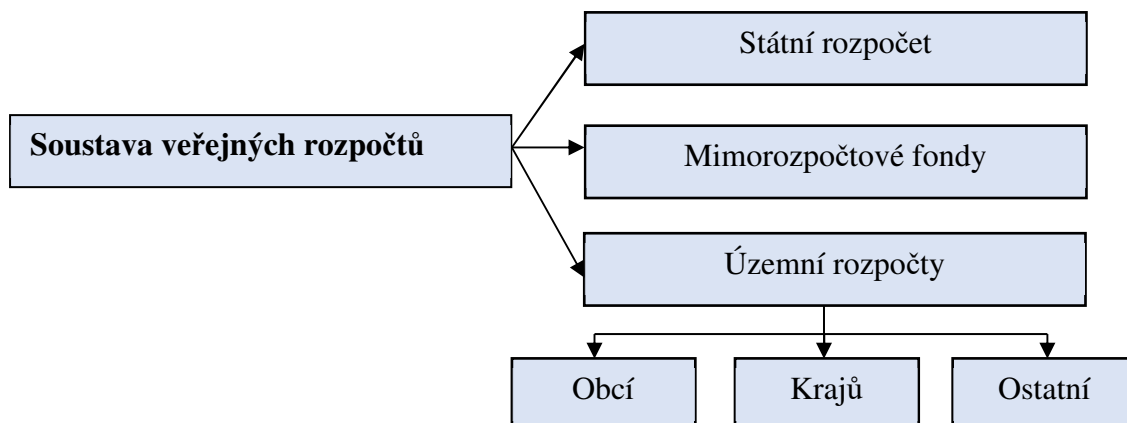 Státní rozpočet
Soustava veřejných rozpočtů
Mimorozpočtové fondy
Územní rozpočty
Obcí
Krajů
Ostatní